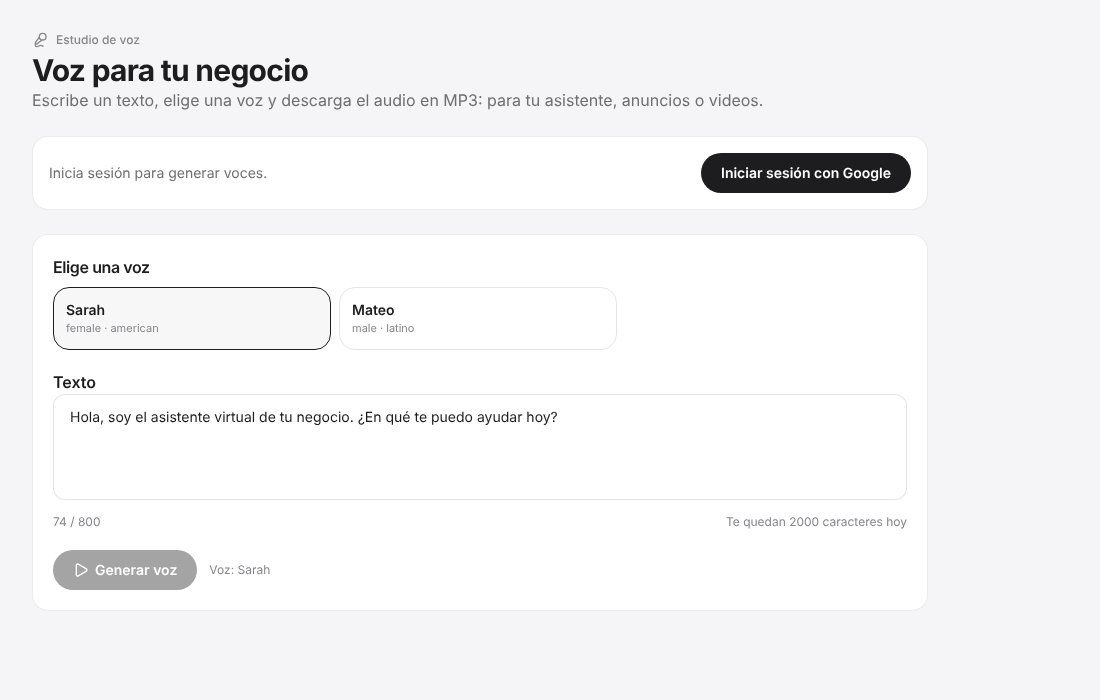 Estudio de voz
Voz para tu negocio
Escribe un texto, elige una voz y descarga el audio en MP3: para tu asistente, anuncios o videos.
Inicia sesión para generar voces.
Iniciar sesión con Google
Elige una voz
Sarah
female · american
Mateo
male · latino
Texto
Hola, soy el asistente virtual de tu negocio. ¿En qué te puedo ayudar hoy?
74 / 800
Te quedan 2000 caracteres hoy
Generar voz
Voz: Sarah